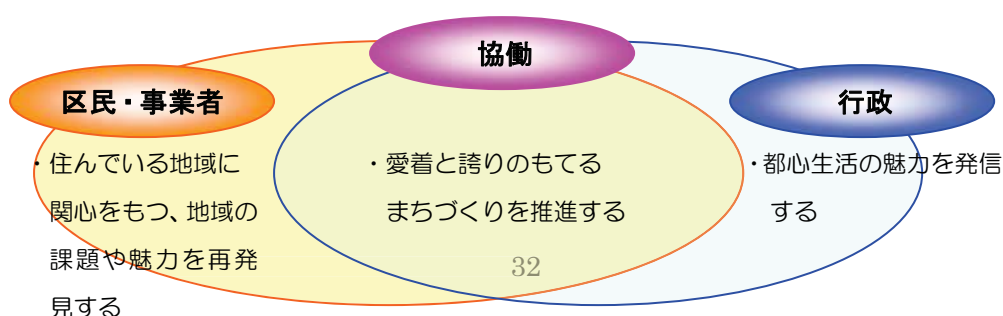 協働
区民・事業者
行政
・住んでいる地域に
関心をもつ、地域の
課題や魅力を再発
見する
・愛着と誇りのもてる
まちづくりを推進する
・都心生活の魅力を発信
する
32